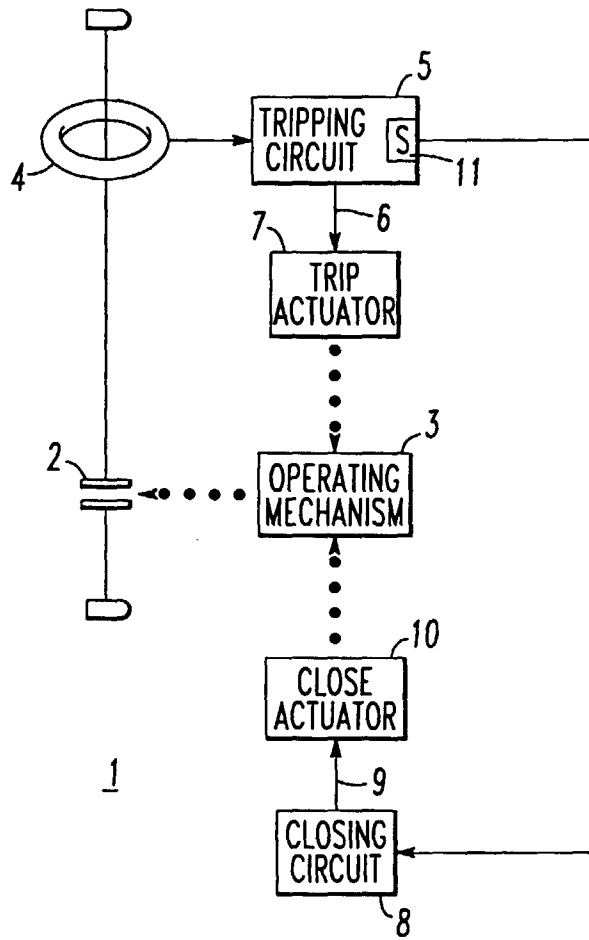 5
TRIPPING
CIRCUIT
S
11
4
6
7
TRIP
ACTUATOR
3
2
OPERATING
MECHANISM
10
CLOSE
ACTUATOR
1
9
CLOSING
CIRCUIT
8